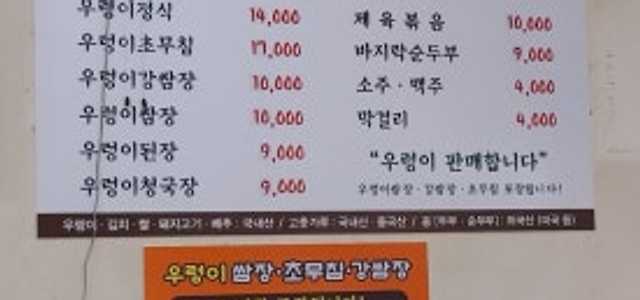 우렁이정식 14,000
우렁이초무침 17,000
우렁이강쌈장 10,000
우렁이쌈장 10,000
우렁이된장 9,000
우렁이청국장 9,000
제육볶음 10,000
바지락순두부 9,000
소주·맥주 4,000
막걸리 4,000
"우렁이 판매합니다"
우렁이쌈장·강쌈장·초무침 포장됩니다!
우렁이·김치·쌀·돼지고기·배추: 국내산 / 고춧가루: 국내산·중국산 / 콩[두부·순두부]: 외국산 (미국 등)
우렁이 쌈장·초무침·강쌈장